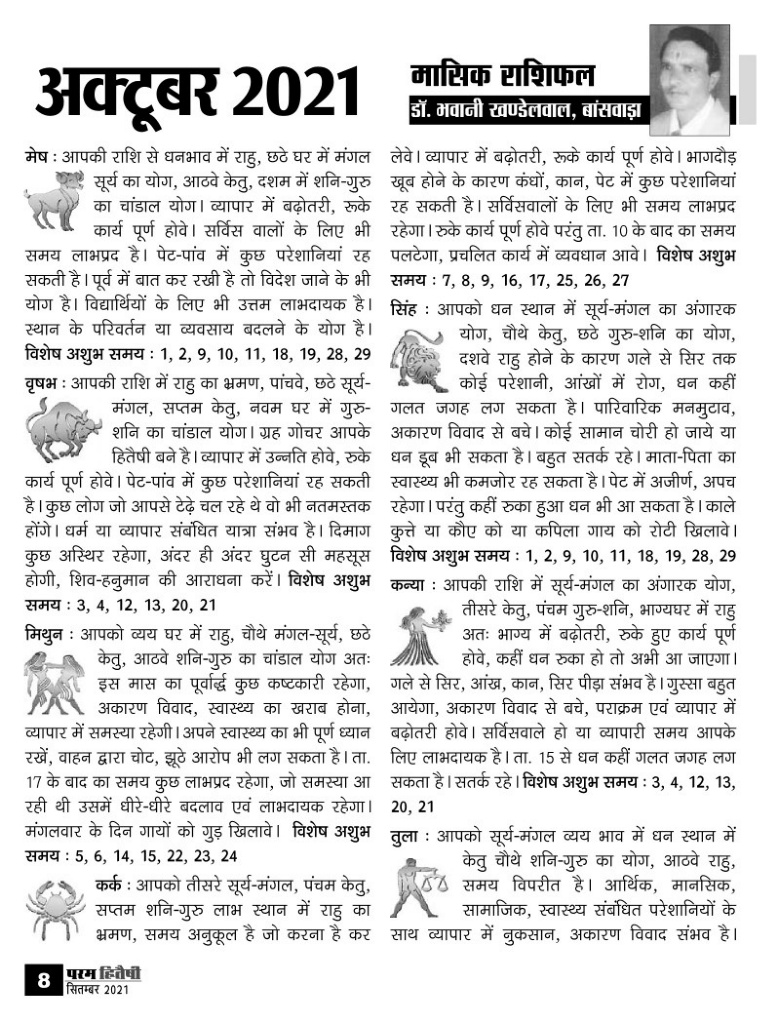 अक्टूबर 2021
मासिक राशिफल
डॉ. भवानी खण्डेलवाल, बांसवाड़ा
मेष : आपकी राशि से धनभाव में राहु, छठे घर में मंगल
सूर्य का योग, आठवे केतु, दशम में शनि-गुरु
का चांडाल योग। व्यापार में बढ़ोतरी, रूके
कार्य पूर्ण होवे। सर्विस वालों के लिए भी
समय लाभप्रद है। पेट-पांव में कुछ परेशानियां रह
सकती है। पूर्व में बात कर रखी है तो विदेश जाने के भी
योग है। विद्यार्थियों के लिए भी उत्तम लाभदायक है।
स्थान के परिवर्तन या व्यवसाय बदलने के योग है।
विशेष अशुभ समय : 1, 2, 9, 10, 11, 18, 19, 28, 29
वृषभ : आपकी राशि में राहु का भ्रमण, पांचवे, छठे सूर्य-
मंगल, सप्तम केतु, नवम घर में गुरु-
शनि का चांडाल योग। ग्रह गोचर आपके
हितैषी बने है। व्यापार में उन्नति होवे, रुके
कार्य पूर्ण होवे। पेट-पांव में कुछ परेशानियां रह सकती
है। कुछ लोग जो आपसे टेढ़े चल रहे थे वो भी नतमस्तक
होंगे। धर्म या व्यापार संबंधित यात्रा संभव है। दिमाग
कुछ अस्थिर रहेगा, अंदर ही अंदर घुटन सी महसूस
होगी, शिव-हनुमान की आराधना करें। विशेष अशुभ
समय : 3, 4, 12, 13, 20, 21
मिथुन : आपको व्यय घर में राहु, चौथे मंगल-सूर्य, छठे
केतु, आठवे शनि-गुरु का चांडाल योग अतः
इस मास का पूर्वार्द्ध कुछ कष्टकारी रहेगा,
अकारण विवाद, स्वास्थ्य का खराब होना,
व्यापार में समस्या रहेगी। अपने स्वास्थ्य का भी पूर्ण ध्यान
रखें, वाहन द्वारा चोट, झूठे आरोप भी लग सकता है। ता.
17 के बाद का समय कुछ लाभप्रद रहेगा, जो समस्या आ
रही थी उसमें धीरे-धीरे बदलाव एवं लाभदायक रहेगा।
मंगलवार के दिन गायों को गुड़ खिलावे। विशेष अशुभ
समय : 5, 6, 14, 15, 22, 23, 24
कर्क : आपको तीसरे सूर्य-मंगल, पंचम केतु,
सप्तम शनि-गुरु लाभ स्थान में राहु का
भ्रमण, समय अनुकूल है जो करना है कर
लेवे। व्यापार में बढ़ोतरी, रूके कार्य पूर्ण होवे। भागदौड़
खूब होने के कारण कंधों, कान, पेट में कुछ परेशानियां
रह सकती है। सर्विसवालों के लिए भी समय लाभप्रद
रहेगा। रुके कार्य पूर्ण होवे परंतु ता. 10 के बाद का समय
पलटेगा, प्रचलित कार्य में व्यवधान आवे। विशेष अशुभ
समय : 7, 8, 9, 16, 17, 25, 26, 27
सिंह : आपको धन स्थान में सूर्य-मंगल का अंगारक
योग, चौथे केतु, छठे गुरु-शनि का योग,
दशवे राहु होने के कारण गले से सिर तक
कोई परेशानी, आंखों में रोग, धन कहीं
गलत जगह लग सकता है। पारिवारिक मनमुटाव,
अकारण विवाद से बचे। कोई सामान चोरी हो जाये या
धन डूब भी सकता है। बहुत सतर्क रहे। माता-पिता का
स्वास्थ्य भी कमजोर रह सकता है। पेट में अजीर्ण, अपच
रहेगा। परंतु कहीं रुका हुआ धन भी आ सकता है। काले
कुत्ते या कौए को या कपिला गाय को रोटी खिलावे।
विशेष अशुभ समय : 1, 2, 9, 10, 11, 18, 19, 28, 29
कन्या : आपकी राशि में सूर्य-मंगल का अंगारक योग,
तीसरे केतु, पंचम गुरु-शनि, भाग्यघर में राहु
अतः भाग्य में बढ़ोतरी, रुके हुए कार्य पूर्ण
होवे, कहीं धन रुका हो तो अभी आ जाएगा।
गले से सिर, आंख, कान, सिर पीड़ा संभव है। गुस्सा बहुत
आयेगा, अकारण विवाद से बचे, पराक्रम एवं व्यापार में
बढ़ोतरी होवे। सर्विसवाले हो या व्यापारी समय आपके
लिए लाभदायक है। ता. 15 से धन कहीं गलत जगह लग
सकता है। सतर्क रहे। विशेष अशुभ समय : 3, 4, 12, 13,
20, 21
तुला : आपको सूर्य-मंगल व्यय भाव में धन स्थान में
केतु चौथे शनि-गुरु का योग, आठवे राहु,
समय विपरीत है। आर्थिक, मानसिक,
सामाजिक, स्वास्थ्य संबंधित परेशानियों के
साथ व्यापार में नुकसान, अकारण विवाद संभव है।
8
परम हितैषी
सितम्बर 2021